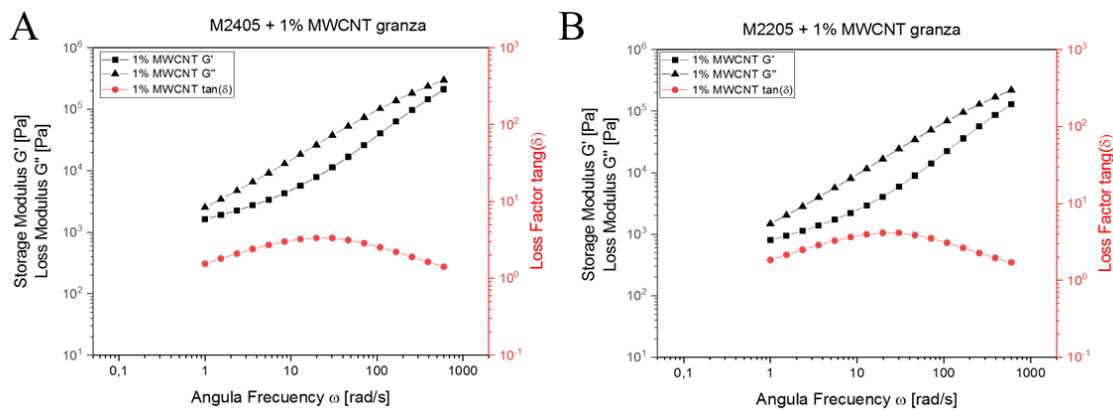 A
M2405 + 1% MWCNT granza
1% MWCNT G'
1% MWCNT G"
1% MWCNT tan(δ)
Storage Modulus G' [Pa]
Loss Modulus G" [Pa]
10^6
10^5
10^4
10^3
10^2
10^1
10^3
10^2
10^1
10^0
10^-1
Loss Factor tang(δ)
0,1
1
10
100
1000
Angula Frecuency ω [rad/s]
B
M2205 + 1% MWCNT granza
1% MWCNT G'
1% MWCNT G"
1% MWCNT tan(δ)
Storage Modulus G' [Pa]
Loss Modulus G" [Pa]
10^6
10^5
10^4
10^3
10^2
10^1
10^3
10^2
10^1
10^0
10^-1
Loss Factor tang(δ)
0,1
1
10
100
1000
Angula Frecuency ω [rad/s]